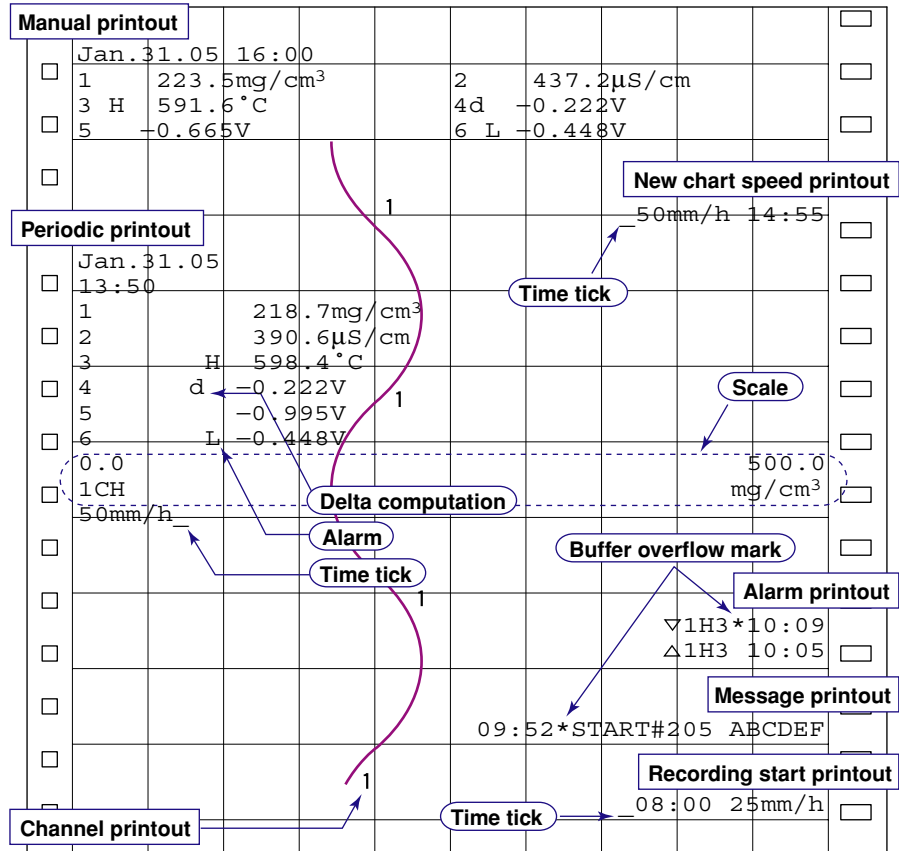 Manual printout
Jan.31.05 16:00
1 223.5mg/cm³ 2 437.2µS/cm
3 H 591.6°C 4d −0.222V
5 −0.665V 6 L −0.448V
New chart speed printout
1
_50mm/h 14:55
Periodic printout
Jan.31.05
13:50
Time tick
1 218.7mg/cm³
2 390.6µS/cm
3 H 598.4°C
4 d −0.222V
Scale
1
5 −0.995V
6 L −0.448V
0.0 500.0
1CH mg/cm³
Delta computation
50mm/h_
Alarm
Buffer overflow mark
Time tick
Alarm printout
1
▽1H3*10:09
△1H3 10:05
Message printout
09:52*START#205 ABCDEF
Recording start printout
1
_08:00 25mm/h
Time tick
Channel printout